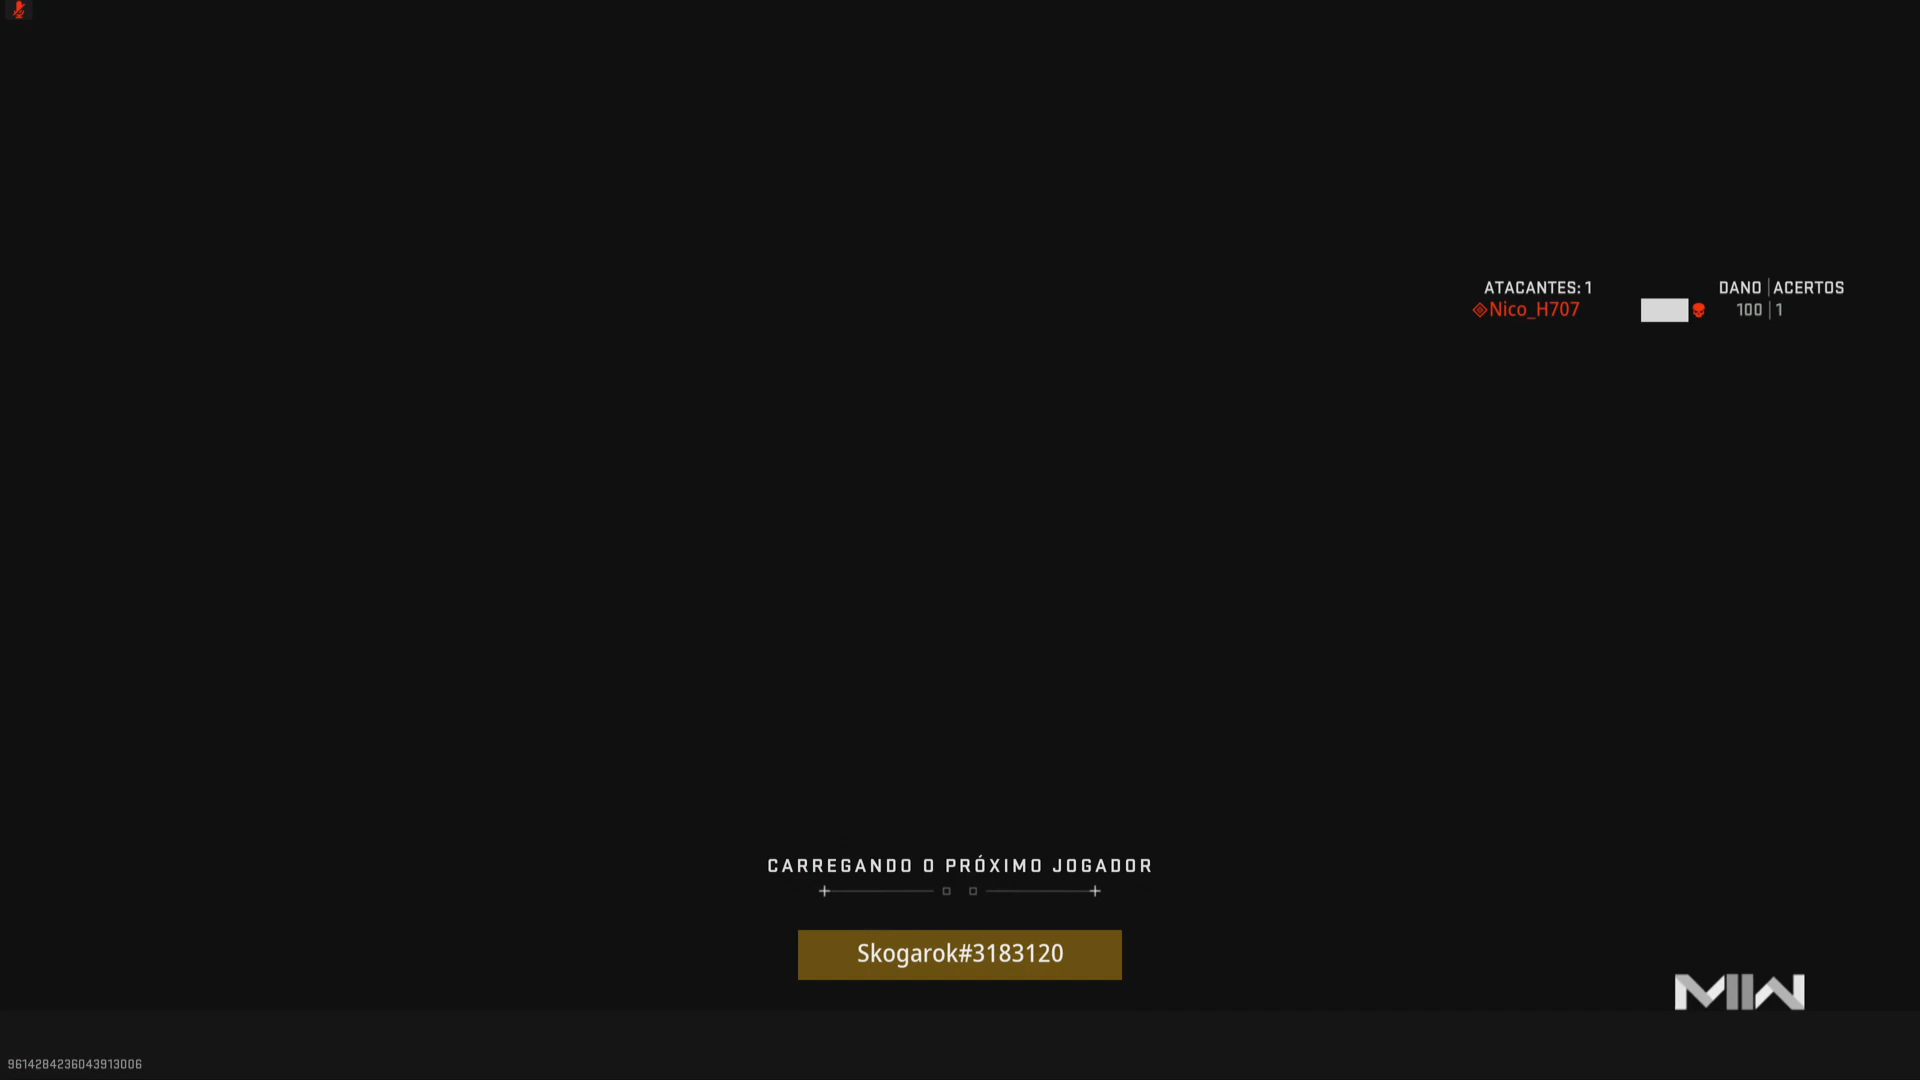 ATACANTES: 1 DANO | ACERTOS
Nico_H707 100 | 1
CARREGANDO O PRÓXIMO JOGADOR
Skogarok#3183120
MIIW
9614284236043913006